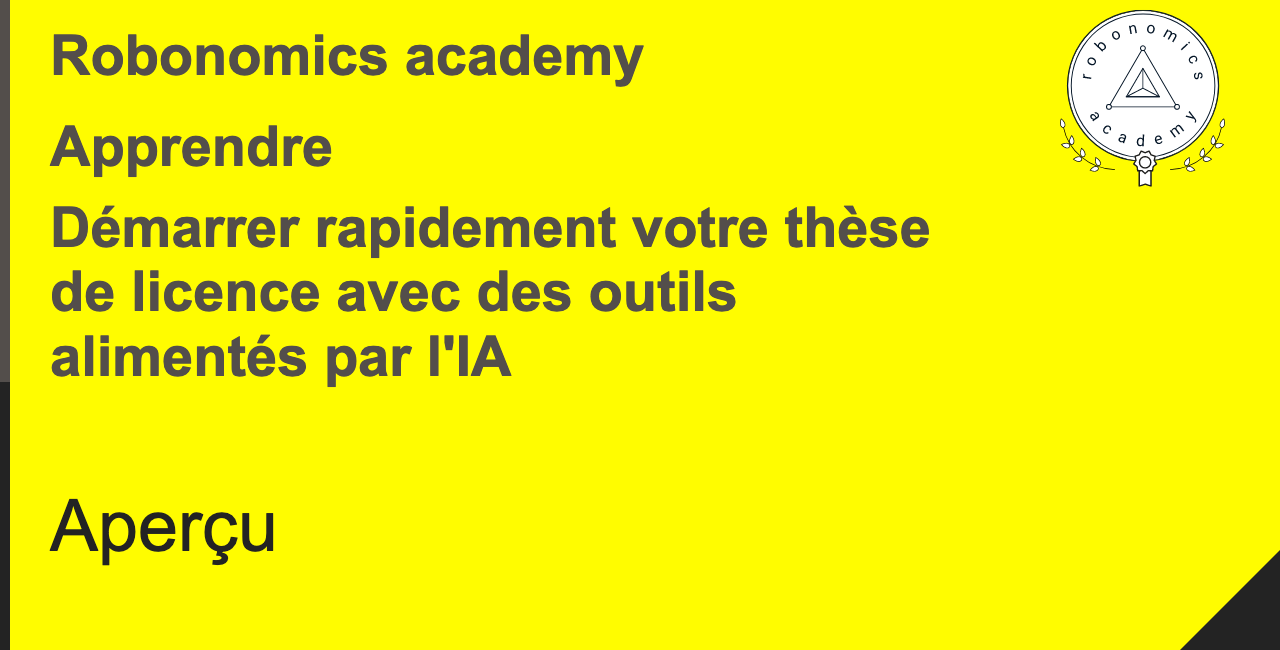 Robonomics academy
robonomics
academy
Apprendre
Démarrer rapidement votre thèse
de licence avec des outils
alimentés par l'IA
Aperçu